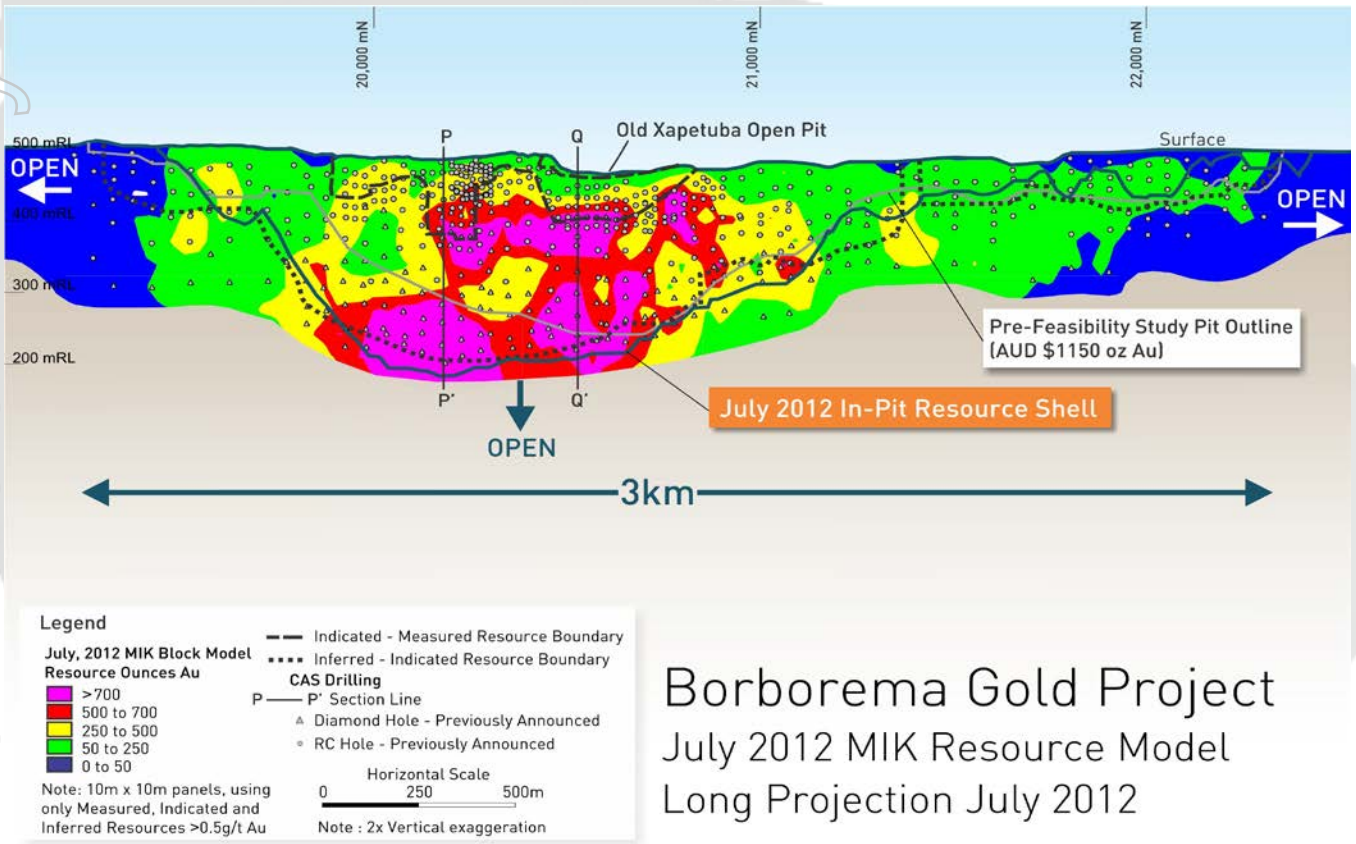 20,000 mN
21,000 mN
22,000 mN
500 mRL
400 mRL
300 mRL
200 mRL
OPEN
OPEN
P
Q
Old Xapetuba Open Pit
Surface
P'
Q'
OPEN
Pre-Feasibility Study Pit Outline
(AUD $1150 oz Au)
July 2012 In-Pit Resource Shell
3km
Legend
July, 2012 MIK Block Model
Resource Ounces Au
>700
500 to 700
250 to 500
50 to 250
0 to 50
Note: 10m x 10m panels, using
only Measured, Indicated and
Inferred Resources >0.5g/t Au
Indicated - Measured Resource Boundary
Inferred - Indicated Resource Boundary
CAS Drilling
P P' Section Line
Diamond Hole - Previously Announced
RC Hole - Previously Announced
Horizontal Scale
0 250 500m
Note : 2x Vertical exaggeration
Borborema Gold Project
July 2012 MIK Resource Model
Long Projection July 2012